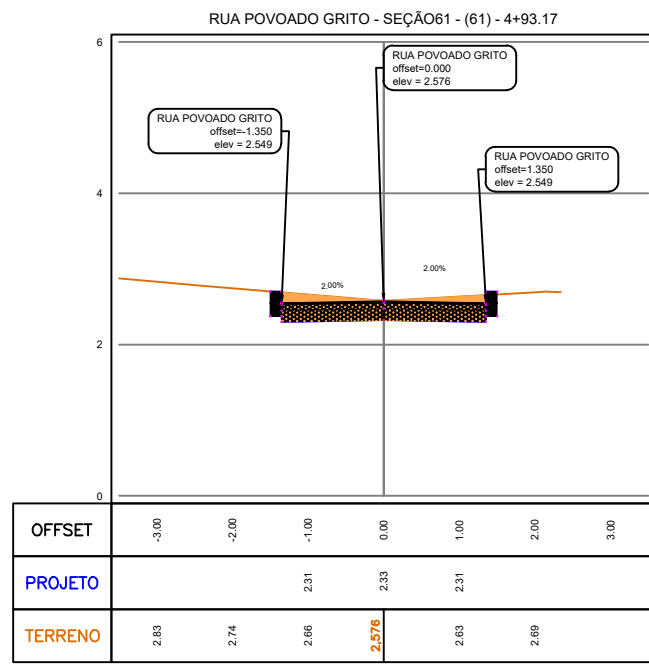 RUA POVOADO GRITO - SEÇÃO61 - (61) - 4+93.17
6
RUA POVOADO GRITO
offset=0.000
elev = 2.576
RUA POVOADO GRITO
offset=-1.350
elev = 2.549
RUA POVOADO GRITO
offset=1.350
elev = 2.549
4
2.00%
2.00%
2
0
OFFSET -3.00 -2.00 -1.00 0.00 1.00 2.00 3.00
PROJETO 2.31 2.33 2.31
TERRENO 2.83 2.74 2.66 2,576 2.63 2.69